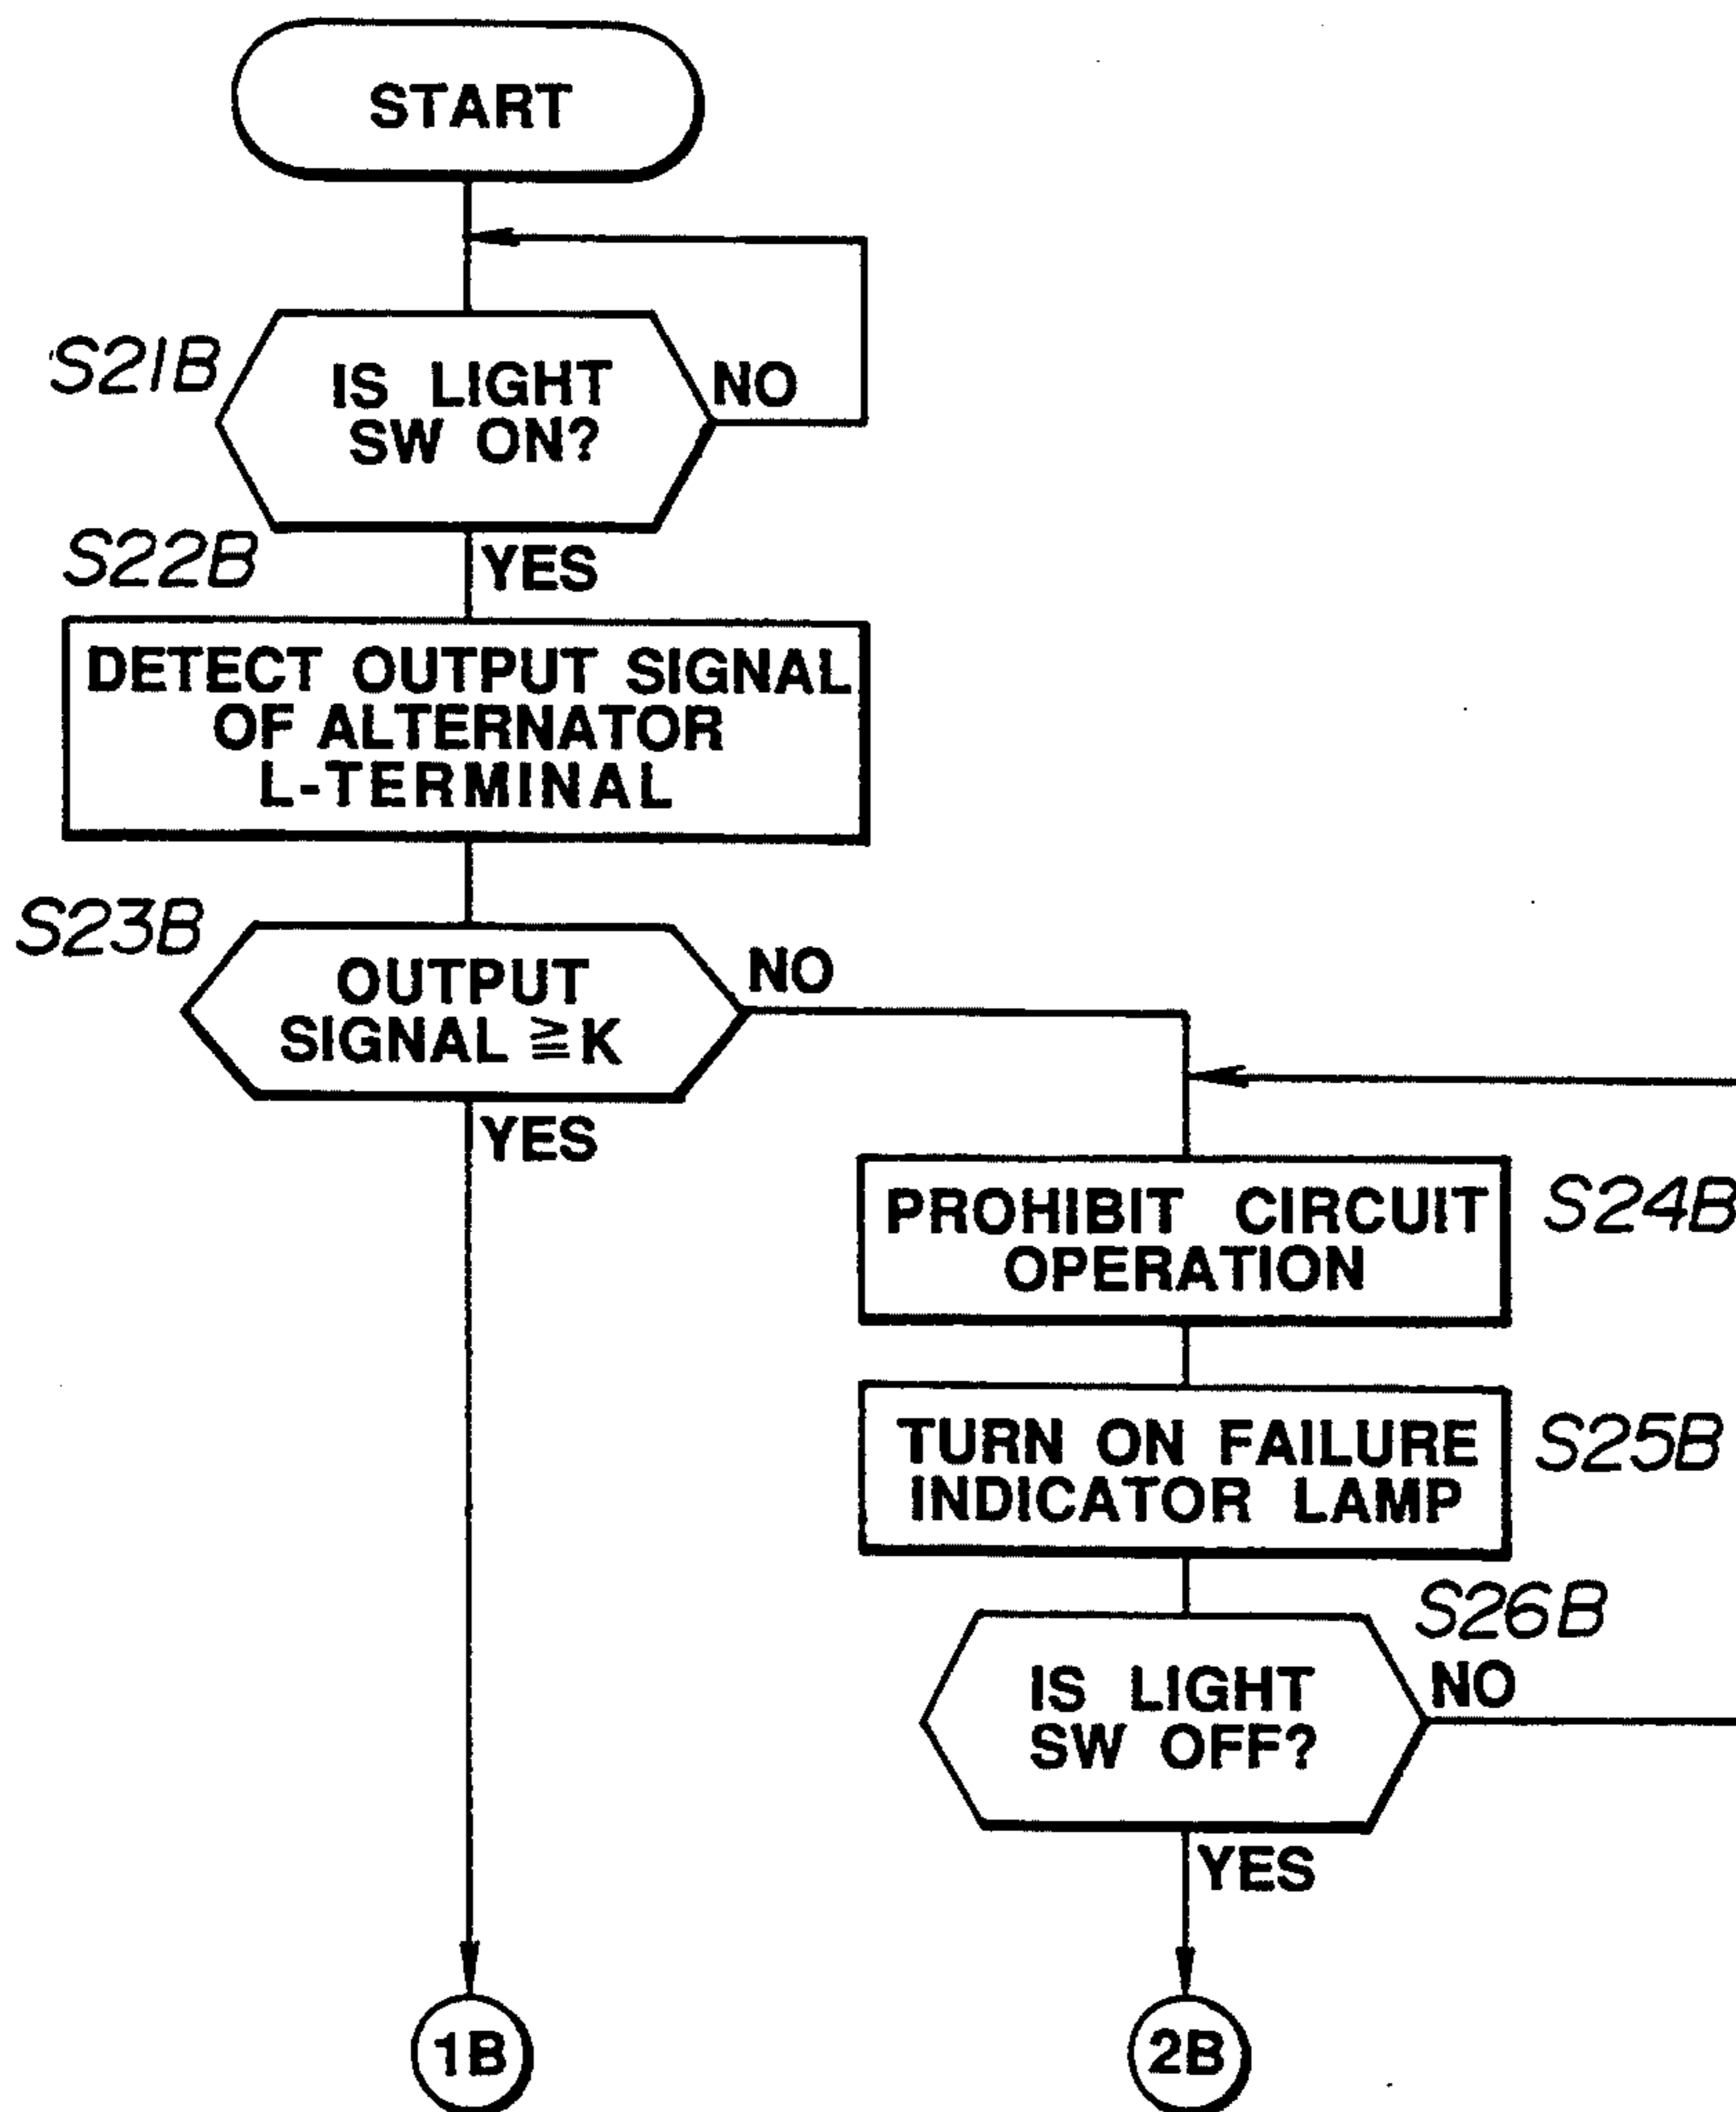 START
S21B
IS LIGHT
SW ON?
NO
S22B
YES
DETECT OUTPUT SIGNAL
OF ALTERNATOR
L-TERMINAL
S23B
OUTPUT
SIGNAL ≧ K
NO
YES
PROHIBIT CIRCUIT
OPERATION
S24B
TURN ON FAILURE
INDICATOR LAMP
S25B
S26B
IS LIGHT
SW OFF?
NO
YES
1B
2B